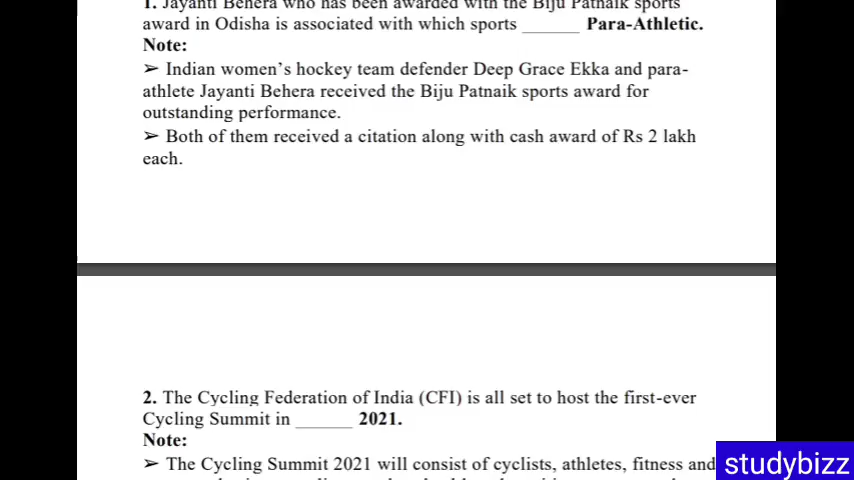 1. Jayanti Behera who has been awarded with the Biju Patnaik sports
award in Odisha is associated with which sports ______ Para-Athletic.
Note:
➢ Indian women's hockey team defender Deep Grace Ekka and para-
athlete Jayanti Behera received the Biju Patnaik sports award for
outstanding performance.
➢ Both of them received a citation along with cash award of Rs 2 lakh
each.
2. The Cycling Federation of India (CFI) is all set to host the first-ever
Cycling Summit in ______ 2021.
Note:
➢ The Cycling Summit 2021 will consist of cyclists, athletes, fitness and
studybizz